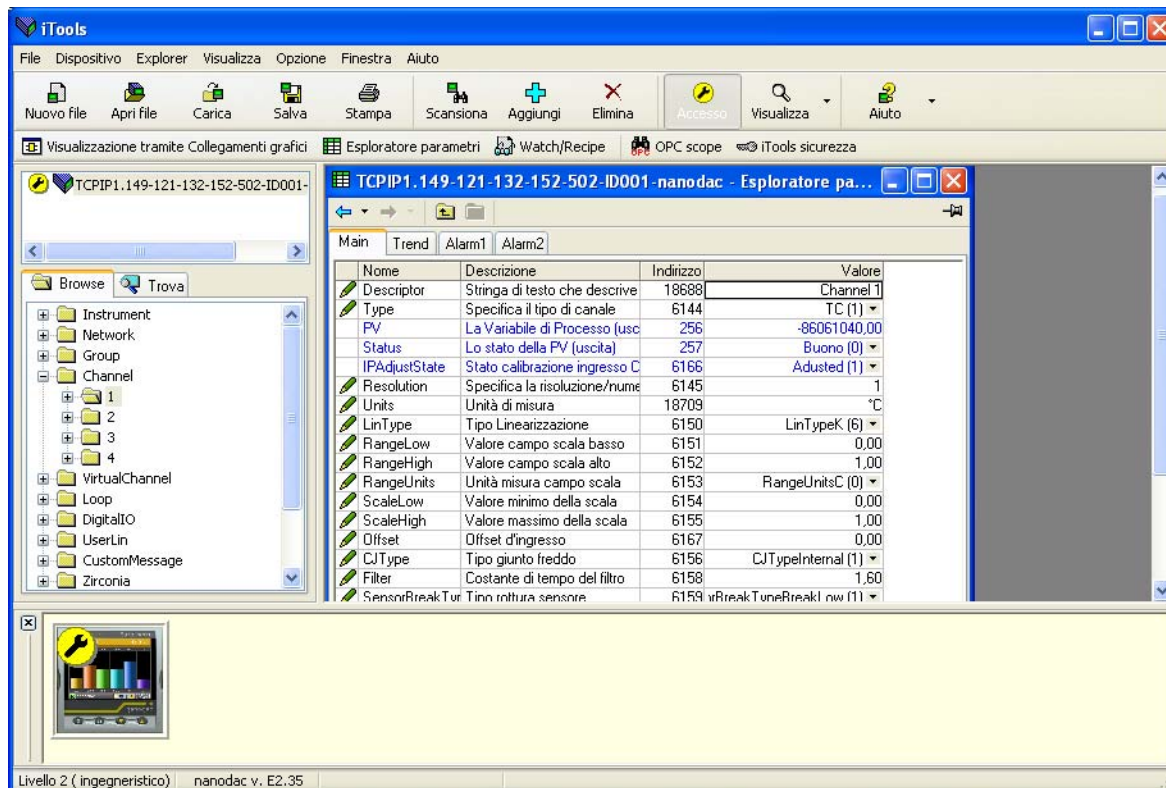 iTools
File Dispositivo Explorer Visualizza Opzione Finestra Aiuto
Nuovo file Apri file Carica Salva Stampa Scansiona Aggiungi Elimina Accesso Visualizza Aiuto
Visualizzazione tramite Collegamenti grafici Esploratore parametri Watch/Recipe OPC scope iTools sicurezza
TCPIP1.149-121-132-152-502-ID001-
Browse Trova
Instrument
Network
Group
Channel
1
2
3
4
VirtualChannel
Loop
DigitalIO
UserLin
CustomMessage
Zirconia
TCPIP1.149-121-132-152-502-ID001-nanodac - Esploratore pa...
Main Trend Alarm1 Alarm2
Nome Descrizione Indirizzo Valore
Descriptor Stringa di testo che descrive 18688 Channel 1
Type Specifica il tipo di canale 6144 TC (1)
PV La Variabile di Processo (usc 256 -86061040,00
Status Lo stato della PV (uscita) 257 Buono (0)
IPAdjustState Stato calibrazione ingresso C 6166 Adusted (1)
Resolution Specifica la risoluzione/nume 6145 1
Units Unità di misura 18709 °C
LinType Tipo Linearizzazione 6150 LinTypeK (6)
RangeLow Valore campo scala basso 6151 0,00
RangeHigh Valore campo scala alto 6152 1,00
RangeUnits Unità misura campo scala 6153 RangeUnitsC (0)
ScaleLow Valore minimo della scala 6154 0,00
ScaleHigh Valore massimo della scala 6155 1,00
Offset Offset d'ingresso 6167 0,00
CJType Tipo giunto freddo 6156 CJTypeInternal (1)
Filter Costante di tempo del filtro 6158 1,60
SensorBreakTyp Tipo rottura sensore 6159 rBreakTypeBreakLow (1)
Livello 2 ( ingegneristico) nanodac v. E2.35